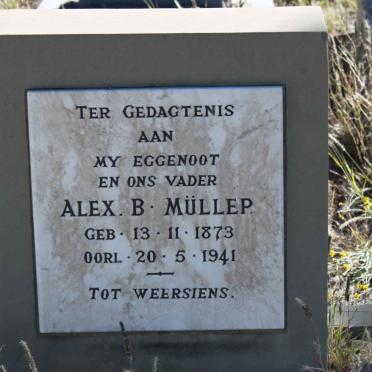 TER GEDAGTENIS
AAN
MY EGGENOOT
EN ONS VADER
ALEX. B. MÜLLER.
GEB. 13.11.1873
OORL. 20.5.1941
TOT WEERSIENS.